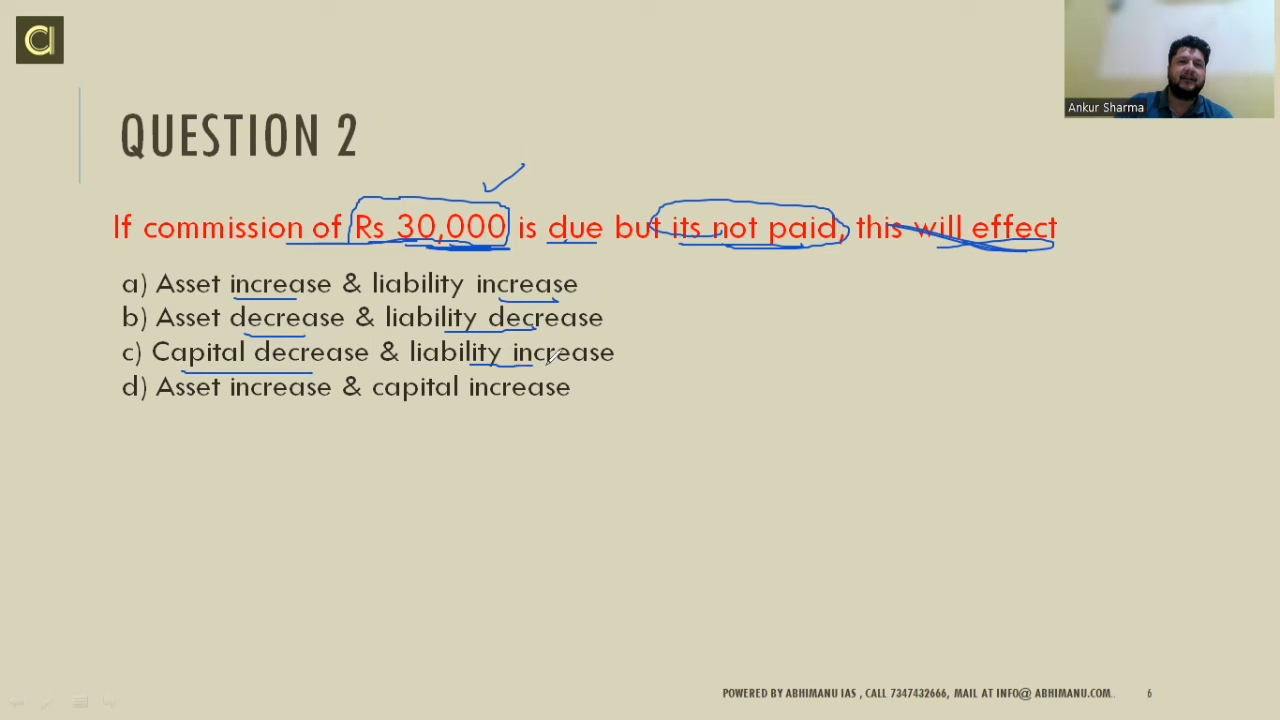 Ankur Sharma
QUESTION 2
If commission of Rs 30,000 is due but its not paid, this will effect
a) Asset increase & liability increase
b) Asset decrease & liability decrease
c) Capital decrease & liability increase
d) Asset increase & capital increase
POWERED BY ABHIMANU IAS , CALL 7347432666, MAIL AT INFO@ ABHIMANU.COM.. 6